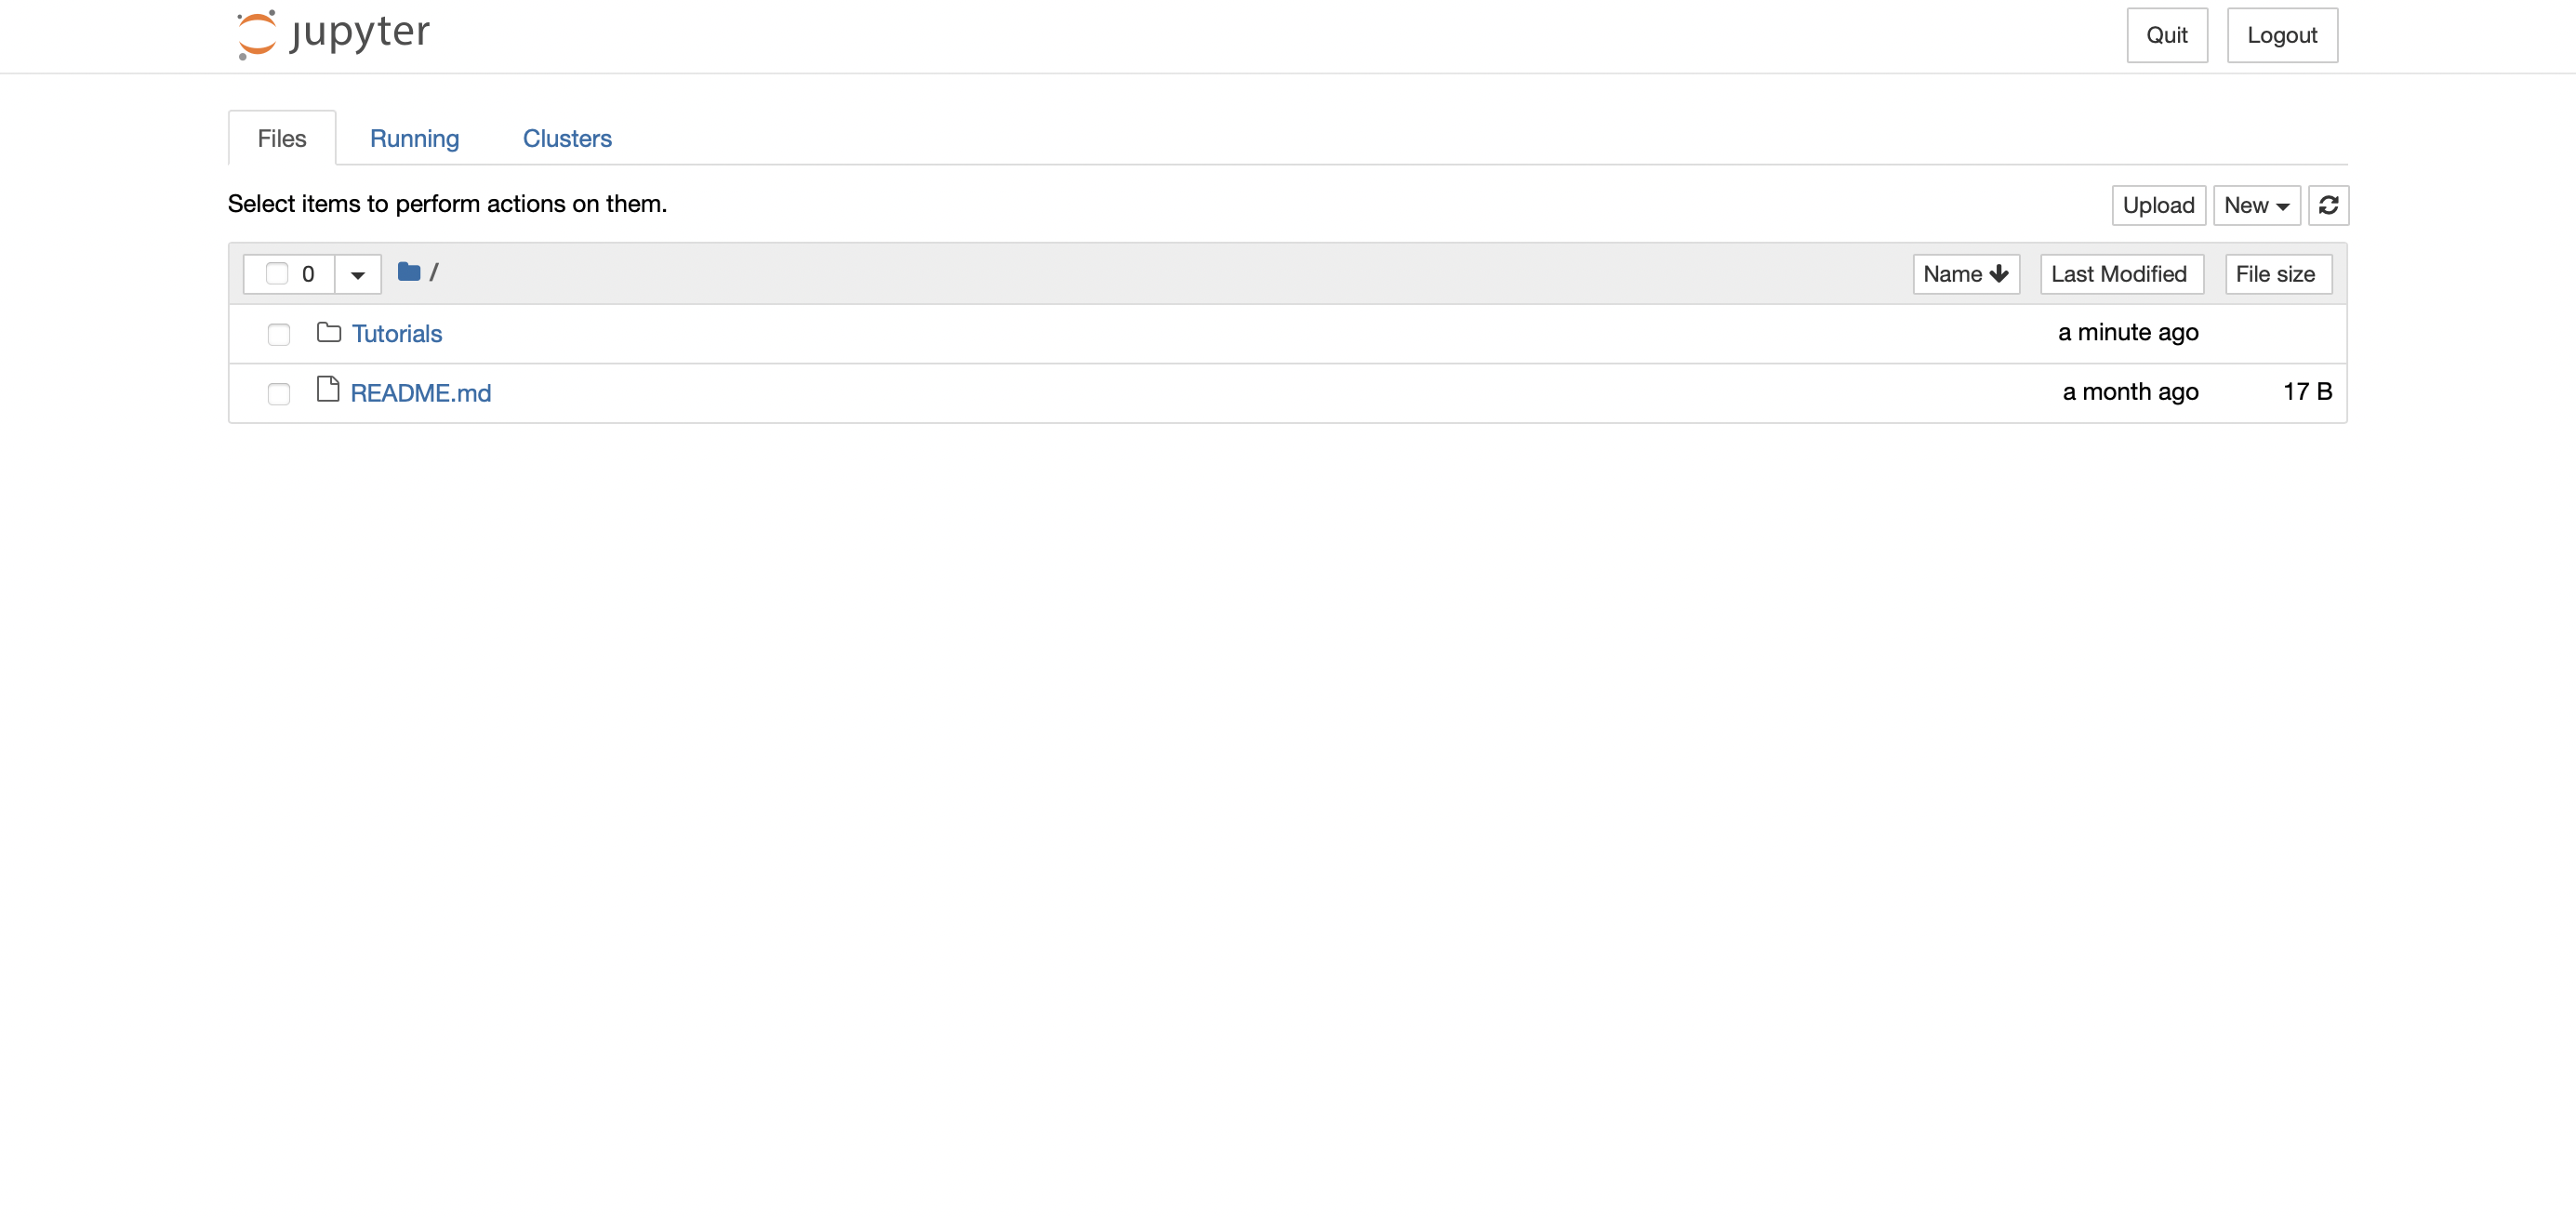 jupyter Quit Logout
Files Running Clusters
Select items to perform actions on them. Upload New
0 / Name Last Modified File size
Tutorials a minute ago
README.md a month ago 17 B